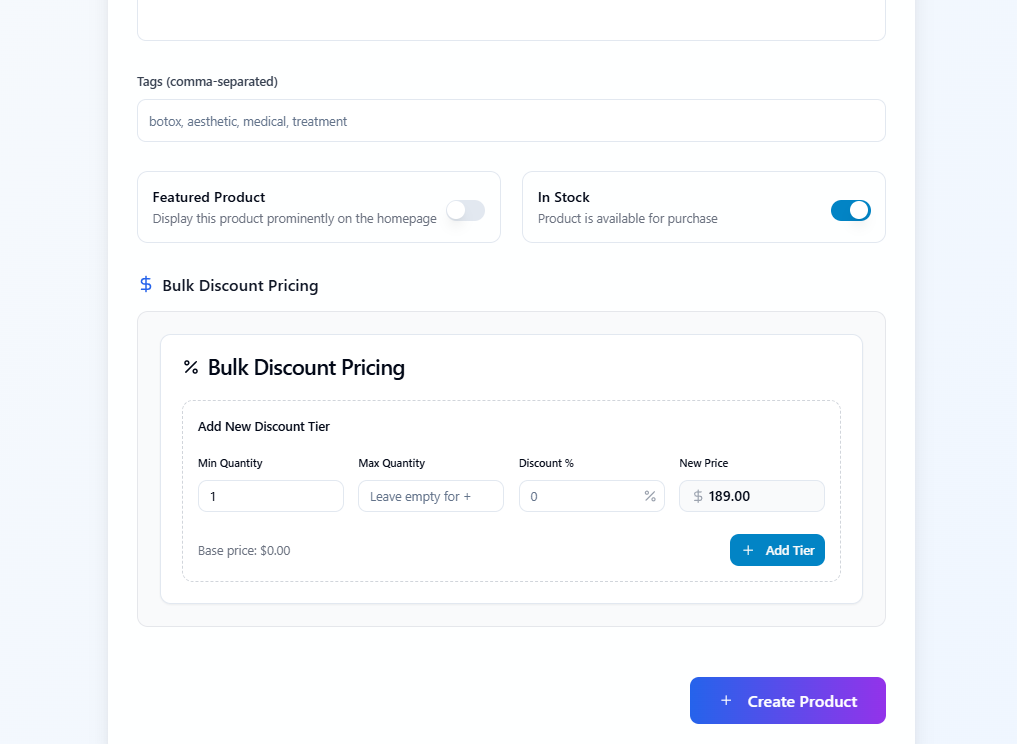 Tags (comma-separated)
botox, aesthetic, medical, treatment
Featured Product
Display this product prominently on the homepage
In Stock
Product is available for purchase
$ Bulk Discount Pricing
% Bulk Discount Pricing
Add New Discount Tier
Min Quantity Max Quantity Discount % New Price
1 Leave empty for + 0 % $ 189.00
Base price: $0.00
+ Add Tier
+ Create Product